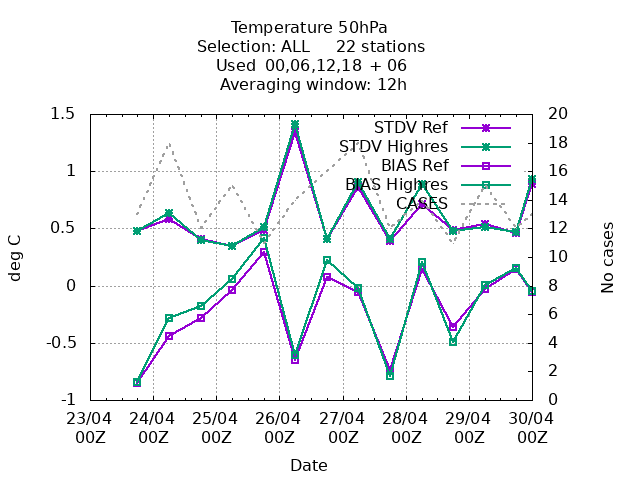 Temperature 50hPa
Selection: ALL 22 stations
Used 00,06,12,18 + 06
Averaging window: 12h
1.5
1
0.5
0
-0.5
-1
deg C
20
18
16
14
12
10
8
6
4
2
0
No cases
STDV Ref
STDV Highres
BIAS Ref
BIAS Highres
CASES
23/04 24/04 25/04 26/04 27/04 28/04 29/04 30/04
00Z 00Z 00Z 00Z 00Z 00Z 00Z 00Z
Date